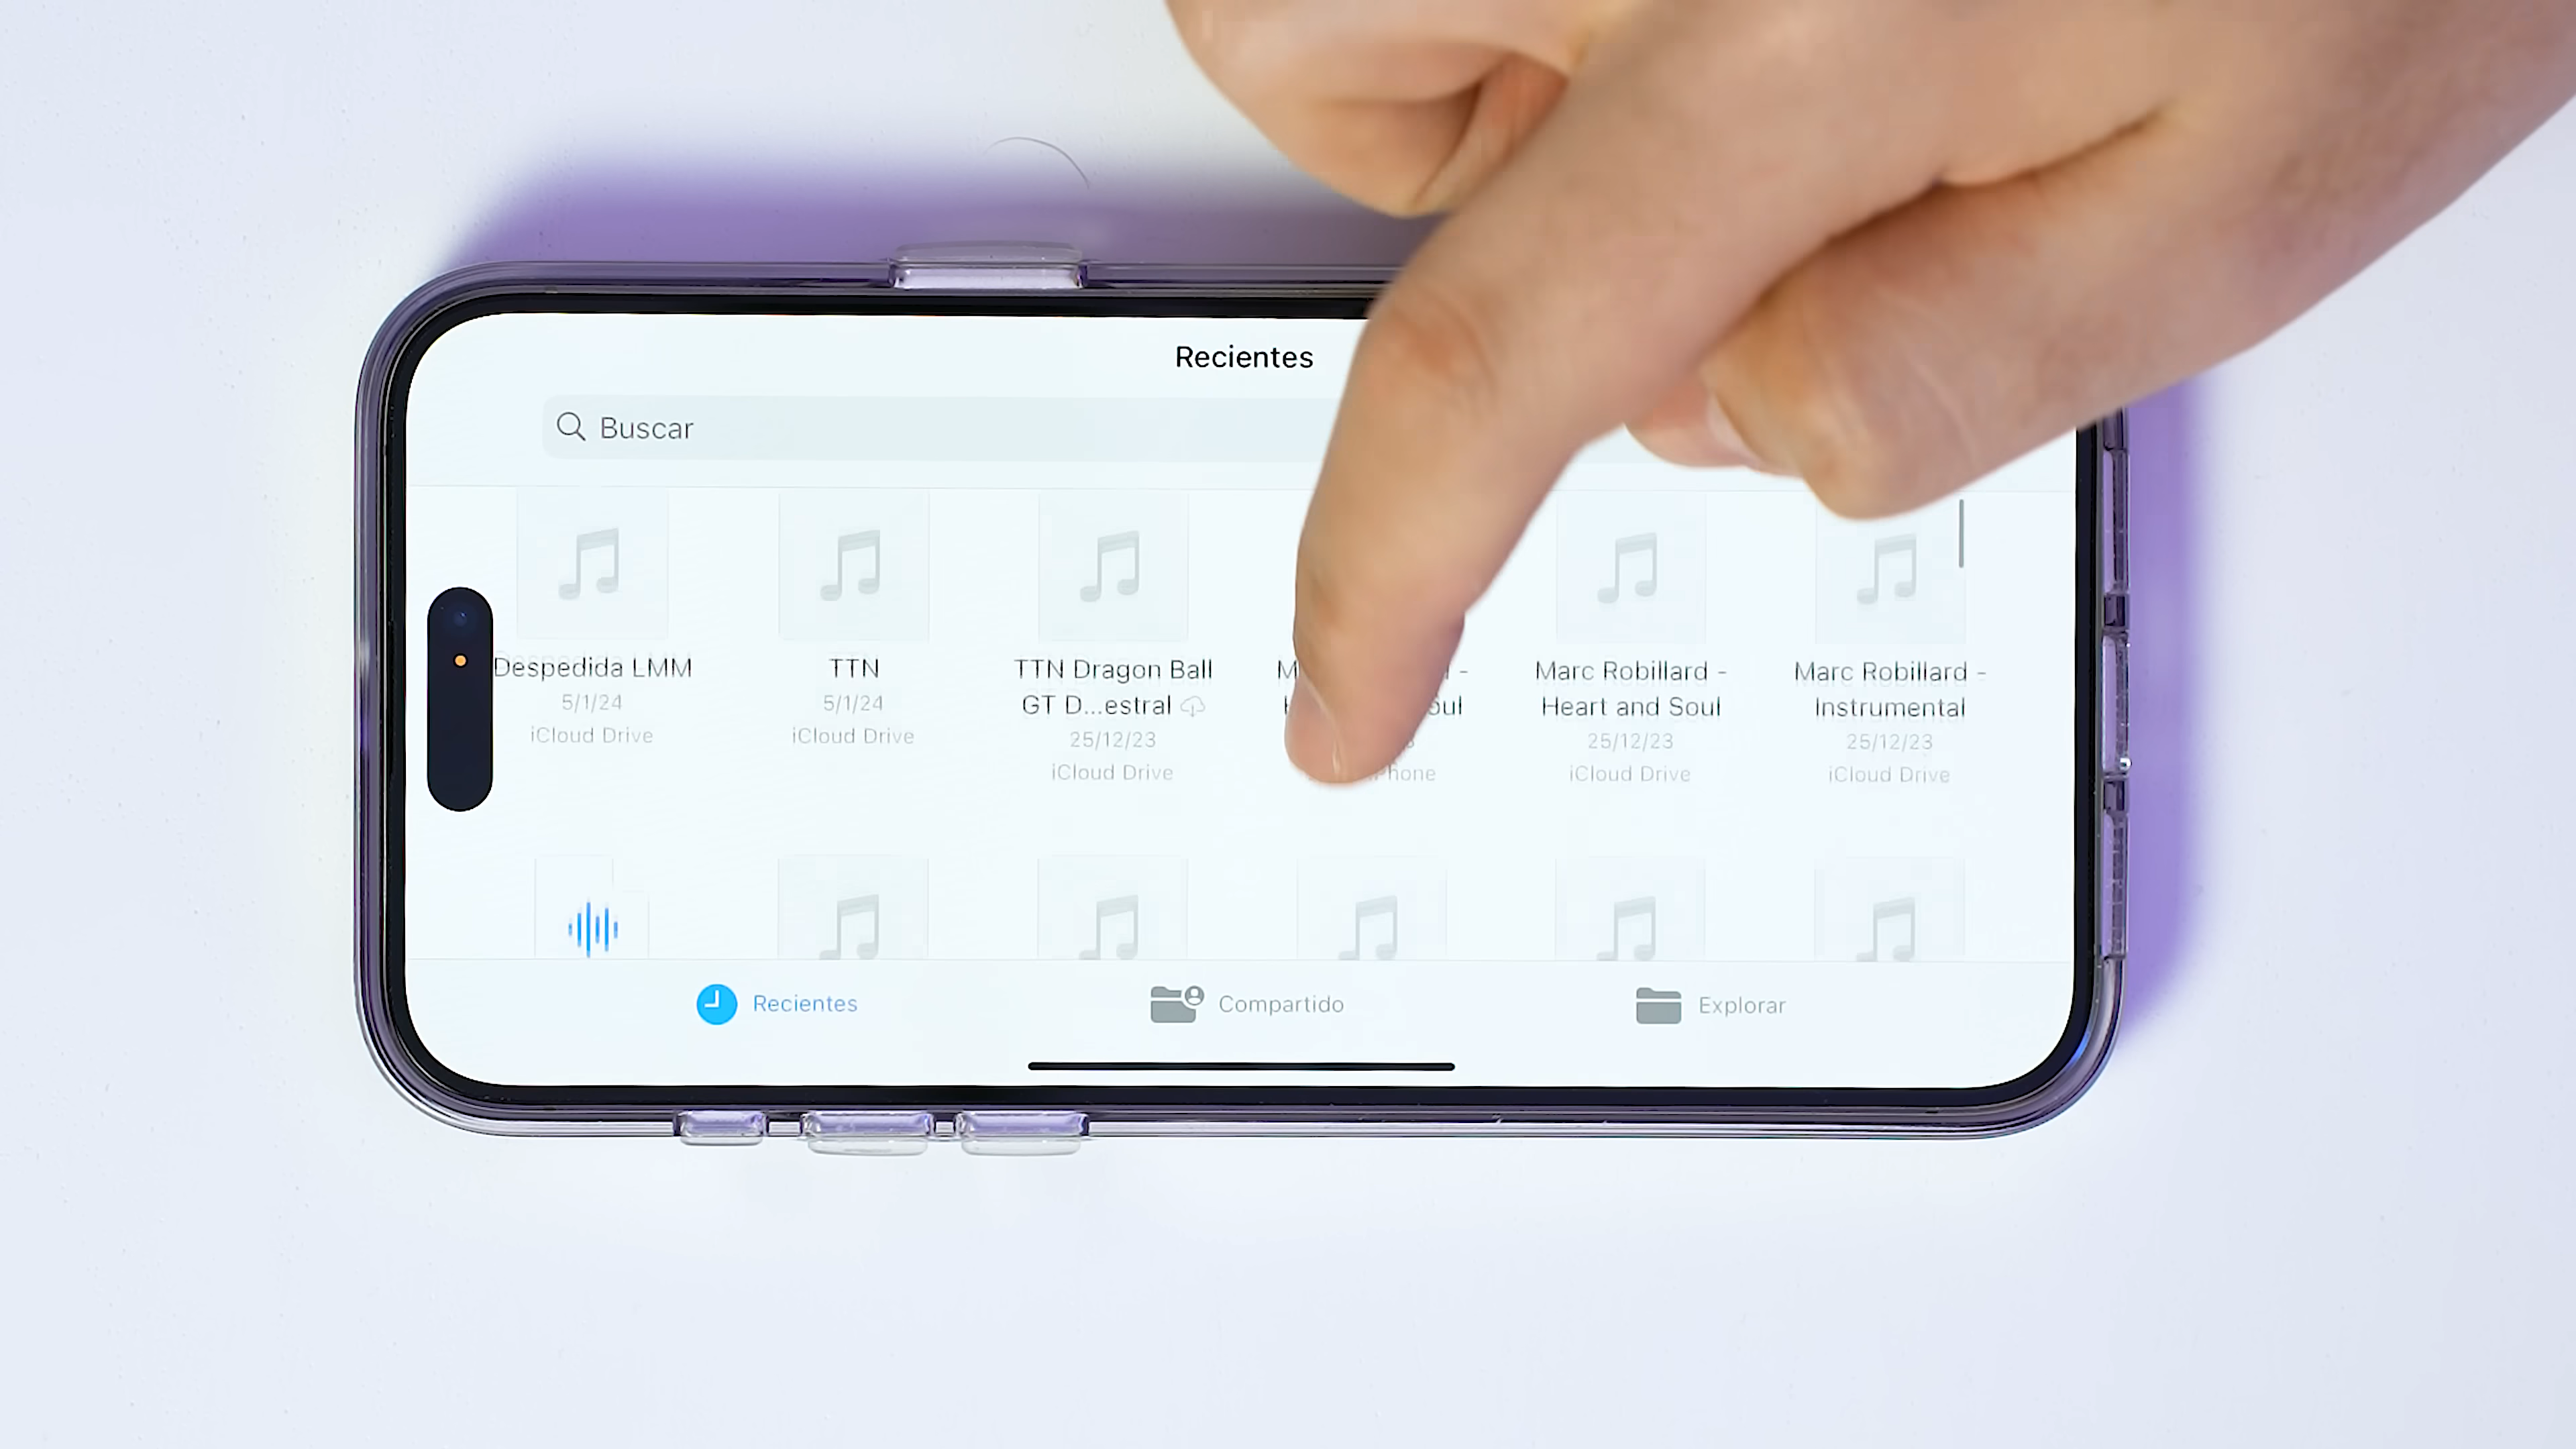 Recientes
Buscar
Despedida LMM
5/1/24
iCloud Drive
TTN
5/1/24
iCloud Drive
TTN Dragon Ball
GT D...estral
25/12/23
iCloud Drive
Marc Robillard -
Heart and Soul
25/12/23
iCloud Drive
Marc Robillard -
Instrumental
25/12/23
iCloud Drive
Recientes
Compartido
Explorar